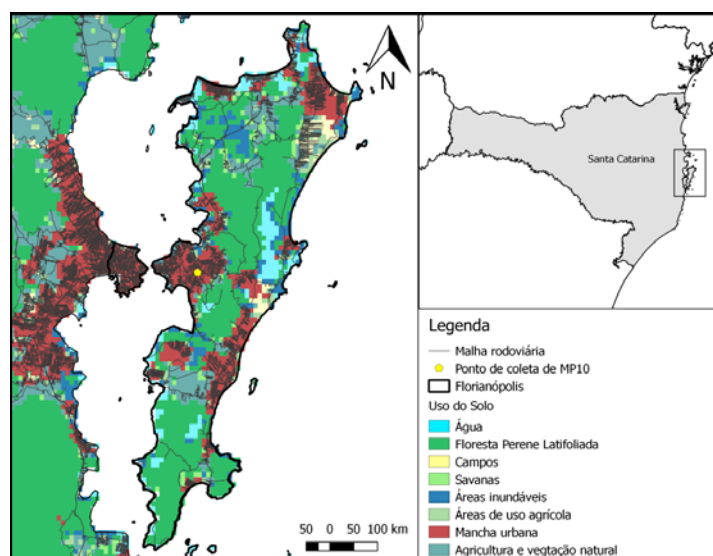 N
50 0 50 100 km
Santa Catarina
Legenda
Malha rodoviária
Ponto de coleta de MP10
Florianópolis
Uso do Solo
Água
Floresta Perene Latifoliada
Campos
Savanas
Áreas inundáveis
Áreas de uso agrícola
Mancha urbana
Agricultura e vegtação natural